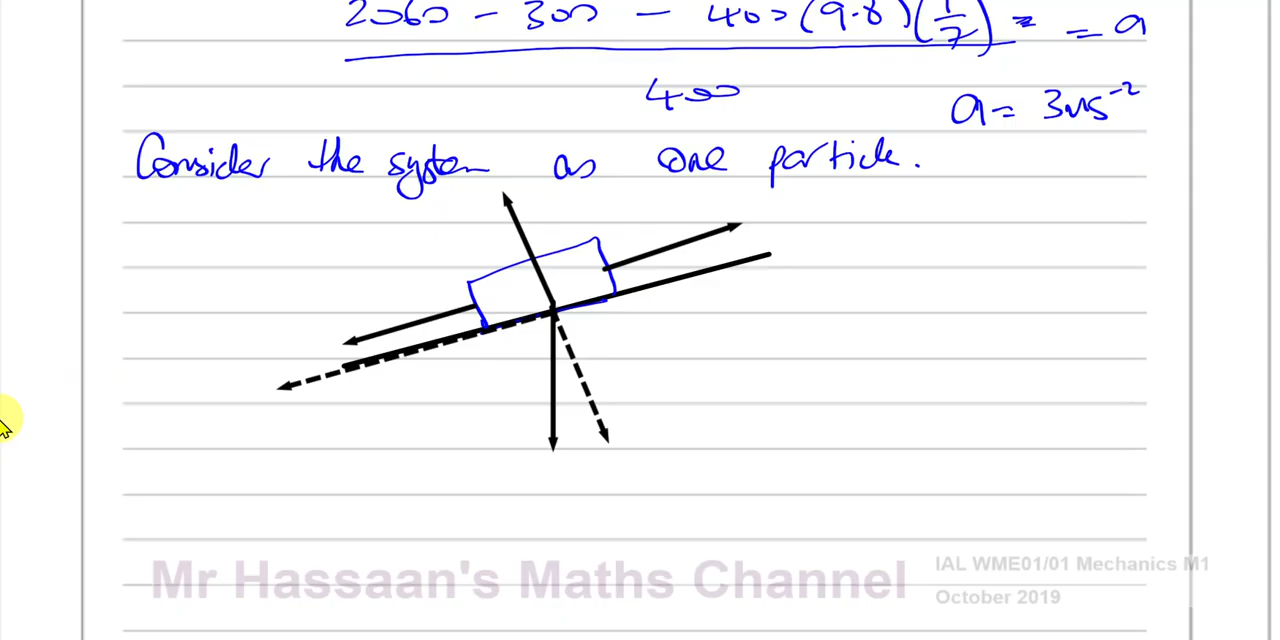 2060 - 300 - 400(9.8)(1/7) = = a
400
a = 3ms⁻²
Consider the system as one particle.
Mr Hassaan's Maths Channel
IAL WME01/01 Mechanics M1
October 2019